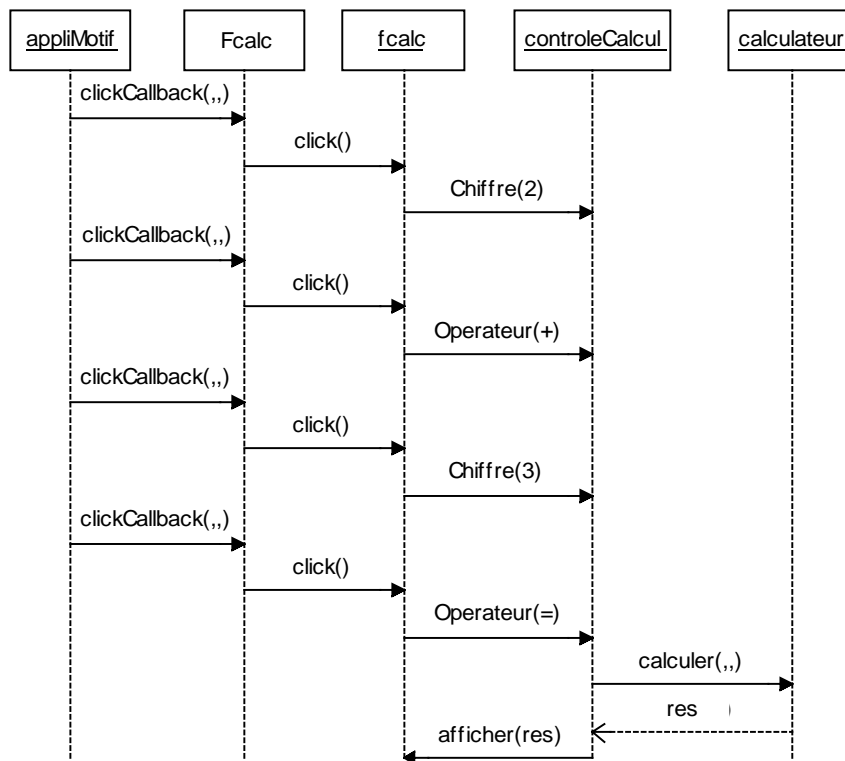 appliMotif Fcalc fcalc controleCalcul calculateur
clickCallback(,,)
click()
Chiffre(2)
clickCallback(,,)
click()
Operateur(+)
clickCallback(,,)
click()
Chiffre(3)
clickCallback(,,)
click()
Operateur(=)
calculer(,,)
res )
afficher(res)